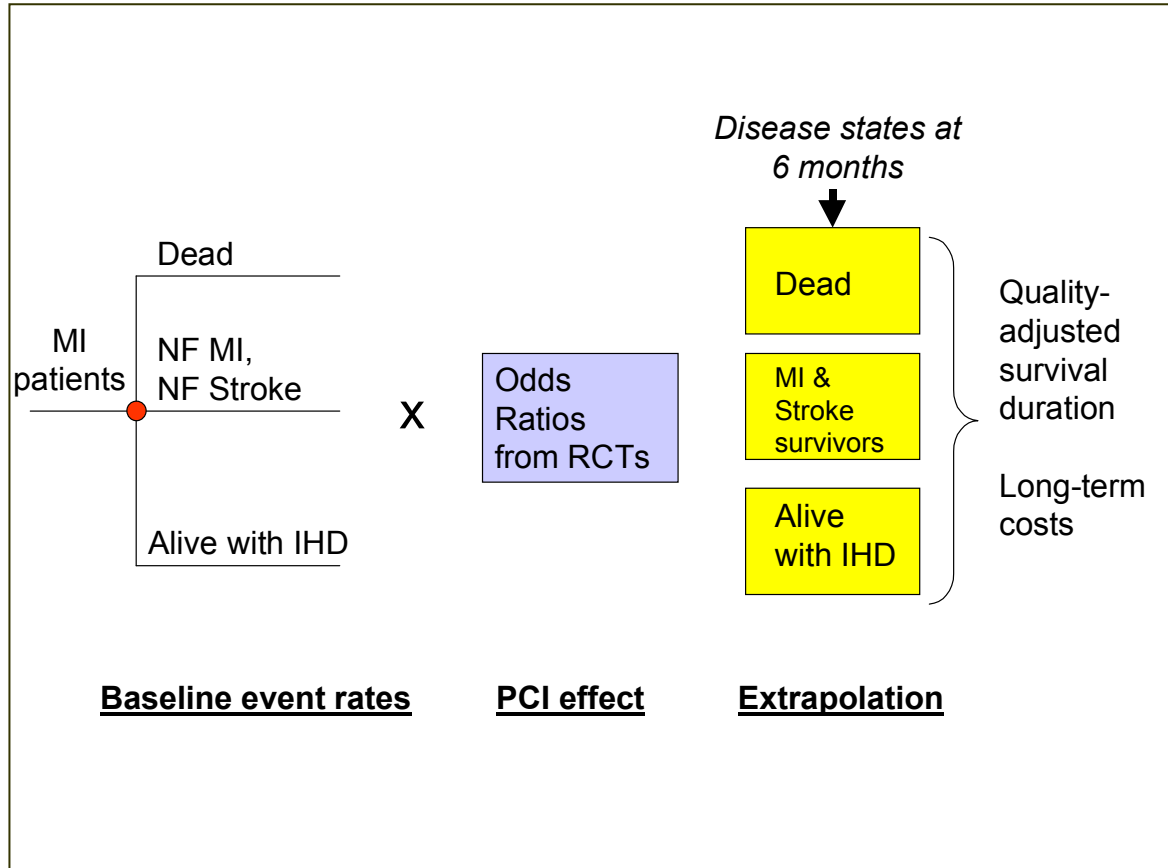 Disease states at
6 months
Dead
NF MI,
NF Stroke
MI
patients
Alive with IHD
x
Odds
Ratios
from RCTs
Dead
MI &
Stroke
survivors
Alive
with IHD
Quality-
adjusted
survival
duration
Long-term
costs
Baseline event rates
PCI effect
Extrapolation